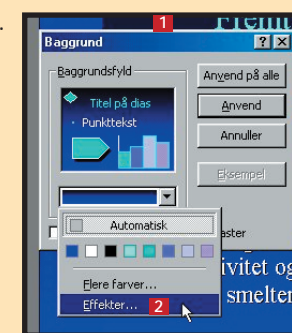 1
Baggrund
Baggrundsfyld
Titel på dias
Punkttekst
Anvend på alle
Anvend
Annuller
Eksempel
Automatisk
Flere farver...
Effekter... 2
aster
ivitet og
smelter